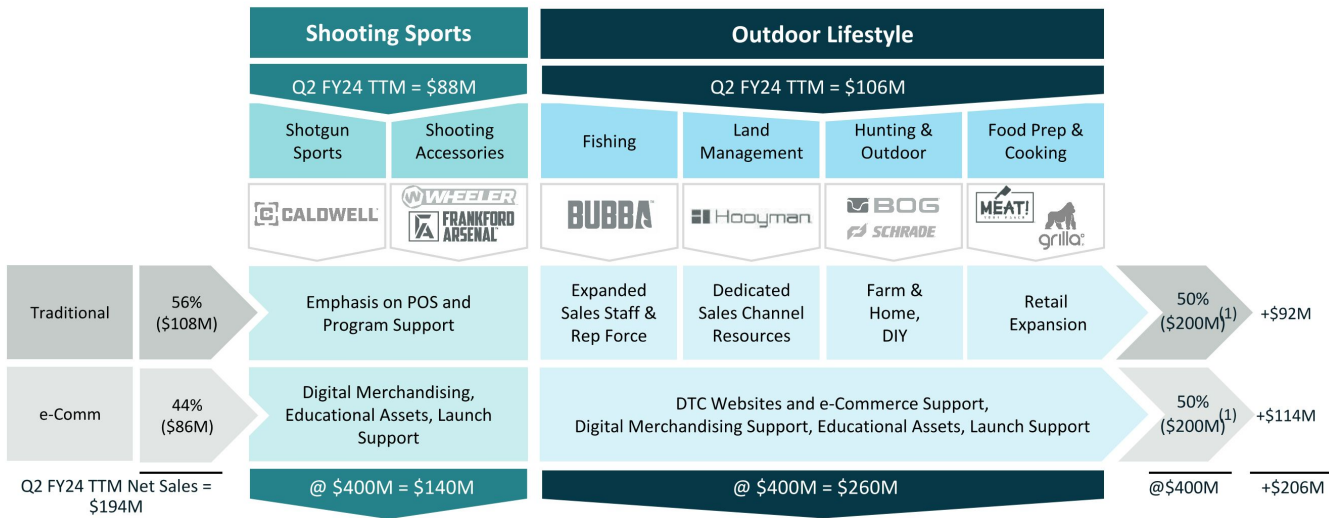 Shooting Sports
Outdoor Lifestyle
Q2 FY24 TTM = $88M
Q2 FY24 TTM = $106M
Shotgun
Sports
Shooting
Accessories
Fishing
Land
Management
Hunting &
Outdoor
Food Prep &
Cooking
CALDWELL
WHEELER
FRANKFORD
ARSENAL
BUBBA
Hooyman
BOG
SCHRADE
MEAT!
grilla
Traditional
56%
($108M)
Emphasis on POS and
Program Support
Expanded
Sales Staff &
Rep Force
Dedicated
Sales Channel
Resources
Farm &
Home,
DIY
Retail
Expansion
50%
($200M)(1)
+$92M
e-Comm
44%
($86M)
Digital Merchandising,
Educational Assets, Launch
Support
DTC Websites and e-Commerce Support,
Digital Merchandising Support, Educational Assets, Launch Support
50%
($200M)(1)
+$114M
Q2 FY24 TTM Net Sales =
$194M
@ $400M = $140M
@ $400M = $260M
@$400M
+$206M